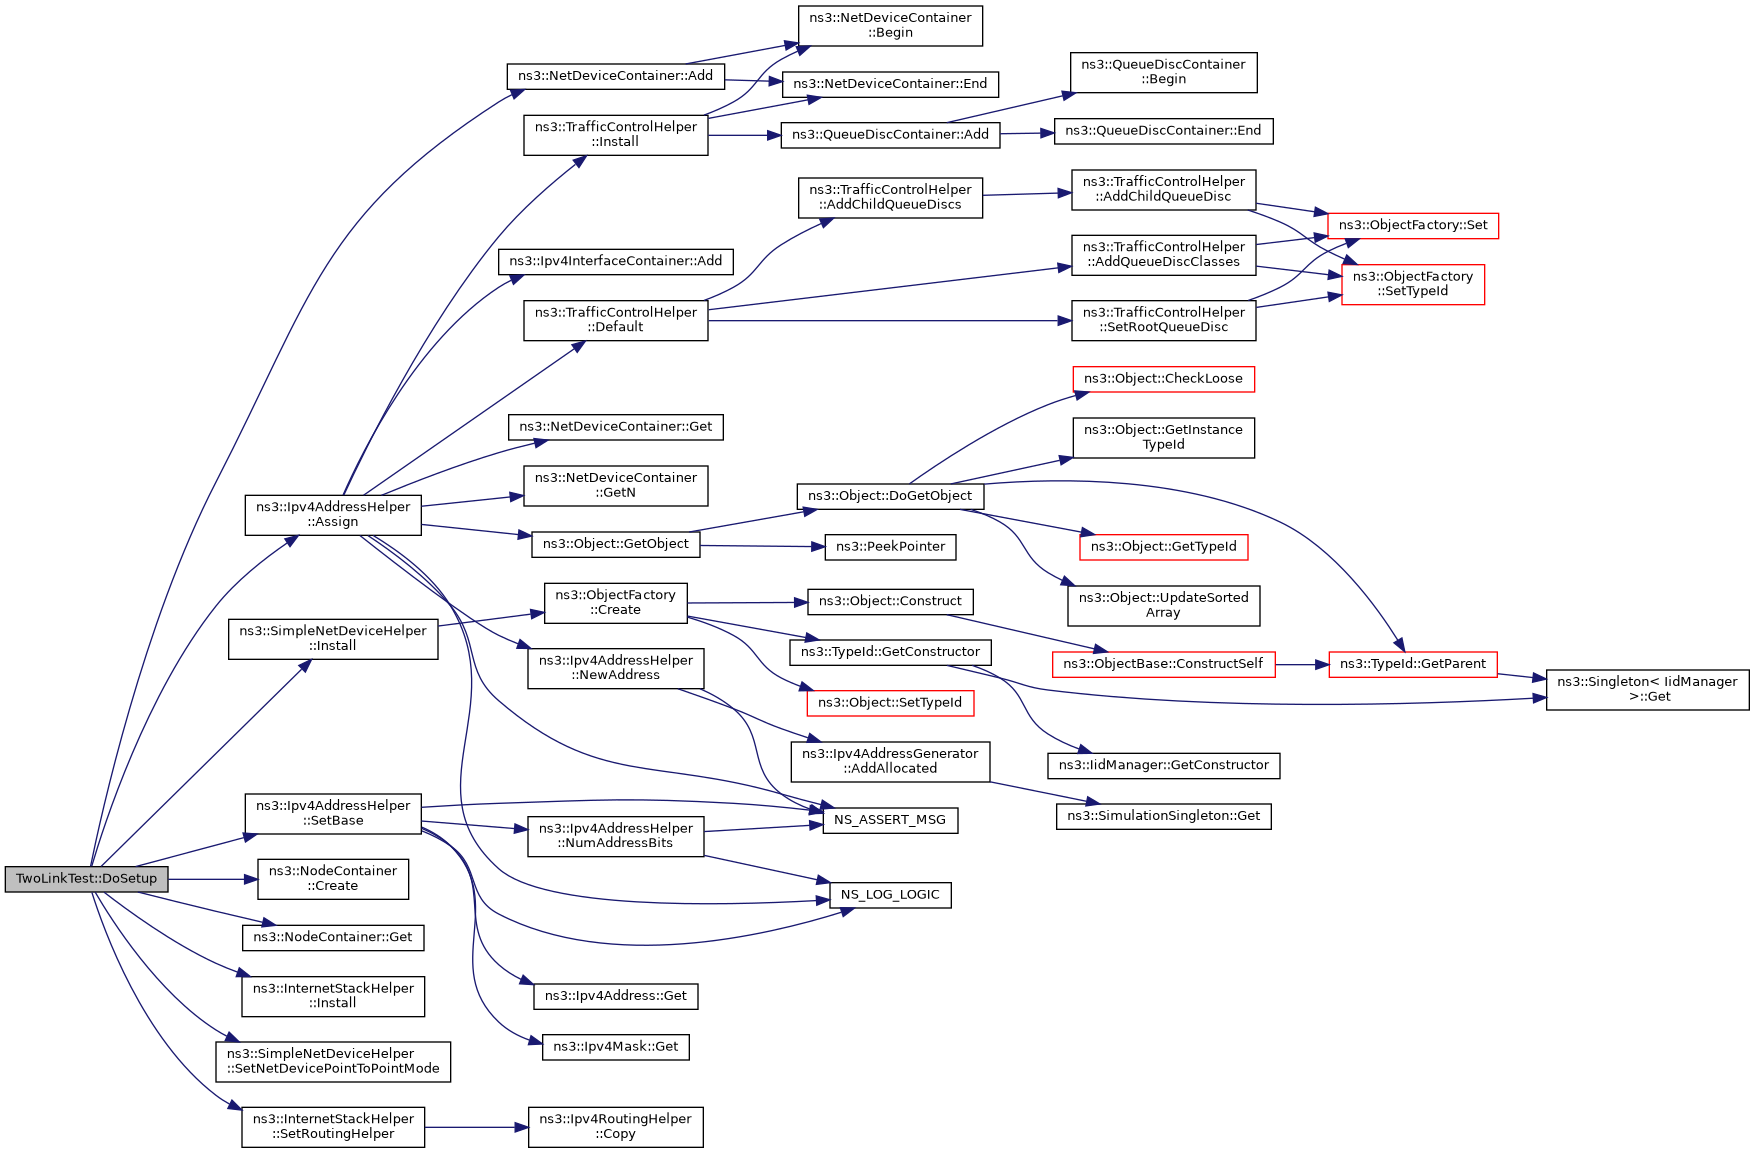 TwoLinkTest::DoSetup
ns3::NetDeviceContainer::Add
ns3::NetDeviceContainer
::Begin
ns3::NetDeviceContainer::End
ns3::Ipv4AddressHelper
::Assign
ns3::TrafficControlHelper
::Install
ns3::QueueDiscContainer::Add
ns3::QueueDiscContainer
::Begin
ns3::QueueDiscContainer::End
ns3::Ipv4InterfaceContainer::Add
ns3::TrafficControlHelper
::Default
ns3::TrafficControlHelper
::AddChildQueueDiscs
ns3::TrafficControlHelper
::AddChildQueueDisc
ns3::ObjectFactory::Set
ns3::ObjectFactory
::SetTypeId
ns3::TrafficControlHelper
::AddQueueDiscClasses
ns3::TrafficControlHelper
::SetRootQueueDisc
ns3::NetDeviceContainer::Get
ns3::NetDeviceContainer
::GetN
ns3::Object::GetObject
ns3::Object::DoGetObject
ns3::PeekPointer
ns3::Object::CheckLoose
ns3::Object::GetInstance
TypeId
ns3::Object::GetTypeId
ns3::Object::UpdateSorted
Array
ns3::TypeId::GetParent
ns3::Singleton< IidManager
>::Get
ns3::SimpleNetDeviceHelper
::Install
ns3::ObjectFactory
::Create
ns3::Object::Construct
ns3::ObjectBase::ConstructSelf
ns3::TypeId::GetConstructor
ns3::IidManager::GetConstructor
ns3::Object::SetTypeId
ns3::Ipv4AddressHelper
::NewAddress
ns3::Ipv4AddressGenerator
::AddAllocated
ns3::SimulationSingleton::Get
NS_ASSERT_MSG
ns3::Ipv4AddressHelper
::SetBase
ns3::Ipv4AddressHelper
::NumAddressBits
NS_LOG_LOGIC
ns3::Ipv4Address::Get
ns3::Ipv4Mask::Get
ns3::NodeContainer
::Create
ns3::NodeContainer::Get
ns3::InternetStackHelper
::Install
ns3::SimpleNetDeviceHelper
::SetNetDevicePointToPointMode
ns3::InternetStackHelper
::SetRoutingHelper
ns3::Ipv4RoutingHelper
::Copy